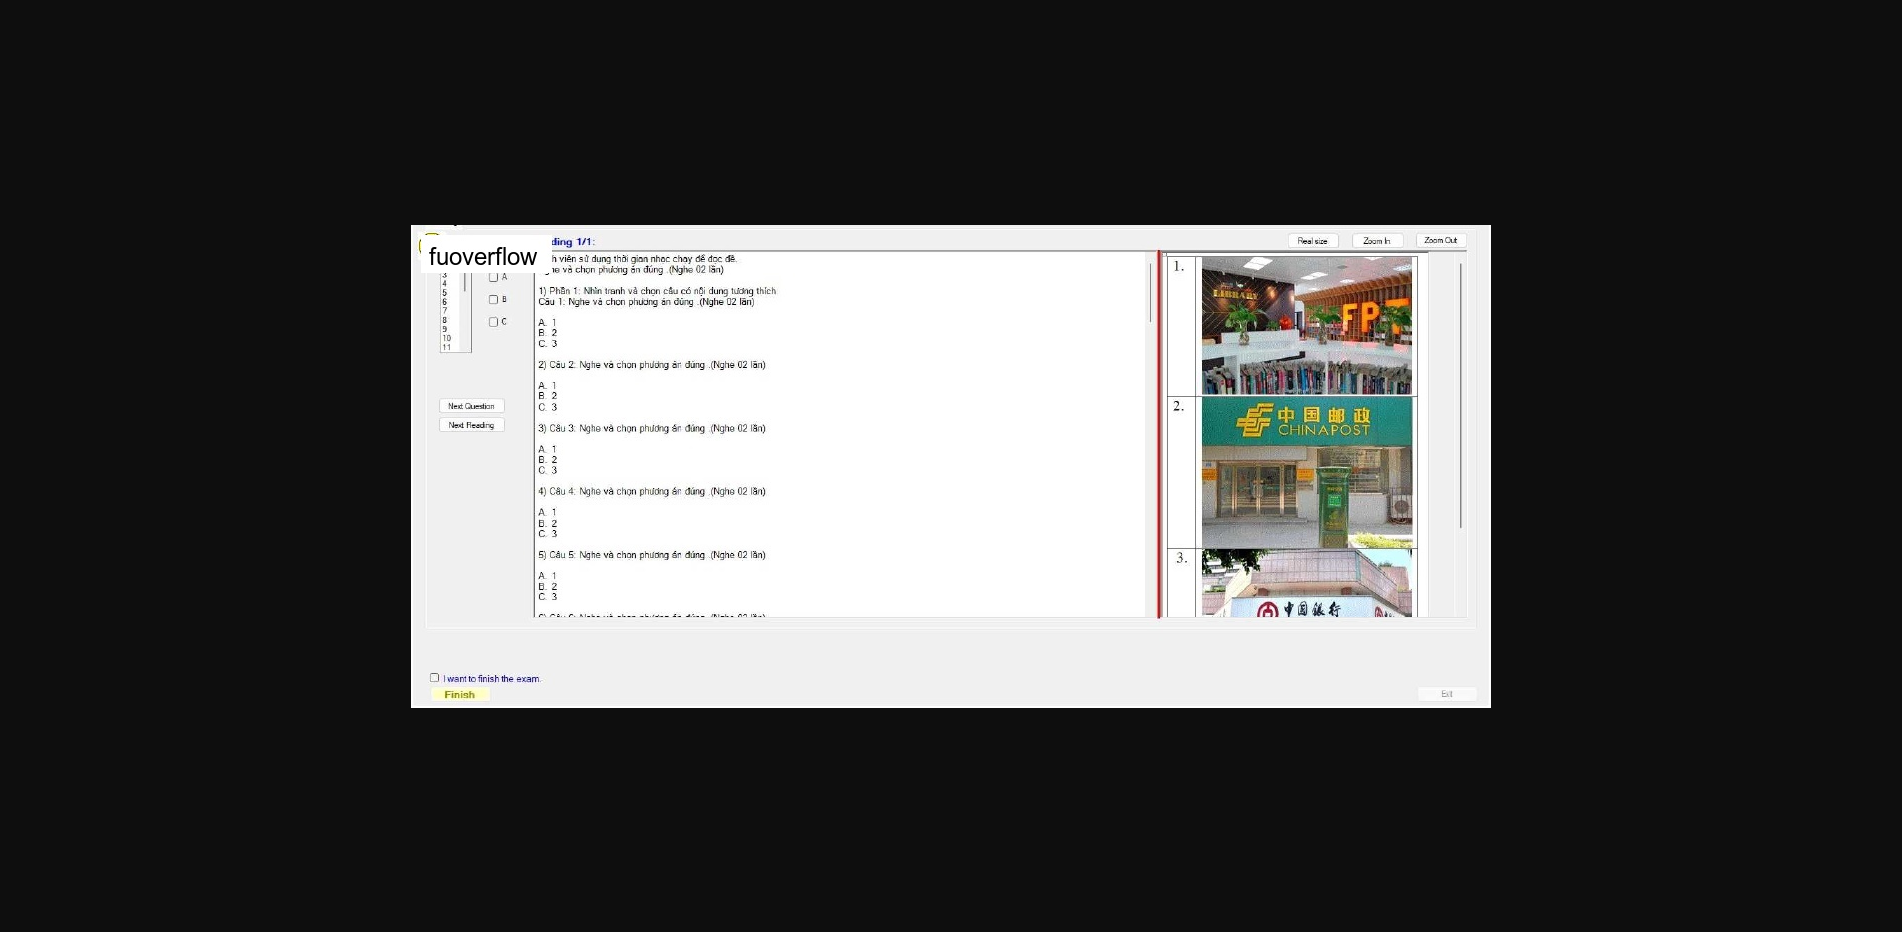 ding 1/1:
Real size
Zoom In
Zoom Out
fuoverflow
h viên sử dụng thời gian nhạc chạy để đọc đề.
he và chọn phương án đúng .(Nghe 02 lần)
3
4
5
6
7
8
9
10
11
A
B
C
Next Question
Next Reading
1) Phần 1: Nhìn tranh và chọn câu có nội dung tương thích
Câu 1: Nghe và chọn phương án đúng .(Nghe 02 lần)
A. 1
B. 2
C. 3
2) Câu 2: Nghe và chọn phương án đúng .(Nghe 02 lần)
A. 1
B. 2
C. 3
3) Câu 3: Nghe và chọn phương án đúng .(Nghe 02 lần)
A. 1
B. 2
C. 3
4) Câu 4: Nghe và chọn phương án đúng .(Nghe 02 lần)
A. 1
B. 2
C. 3
5) Câu 5: Nghe và chọn phương án đúng .(Nghe 02 lần)
A. 1
B. 2
C. 3
1.
LIBRARY
FPT
2.
中国邮政
CHINAPOST
3.
中国银行
I want to finish the exam.
Finish
Exit